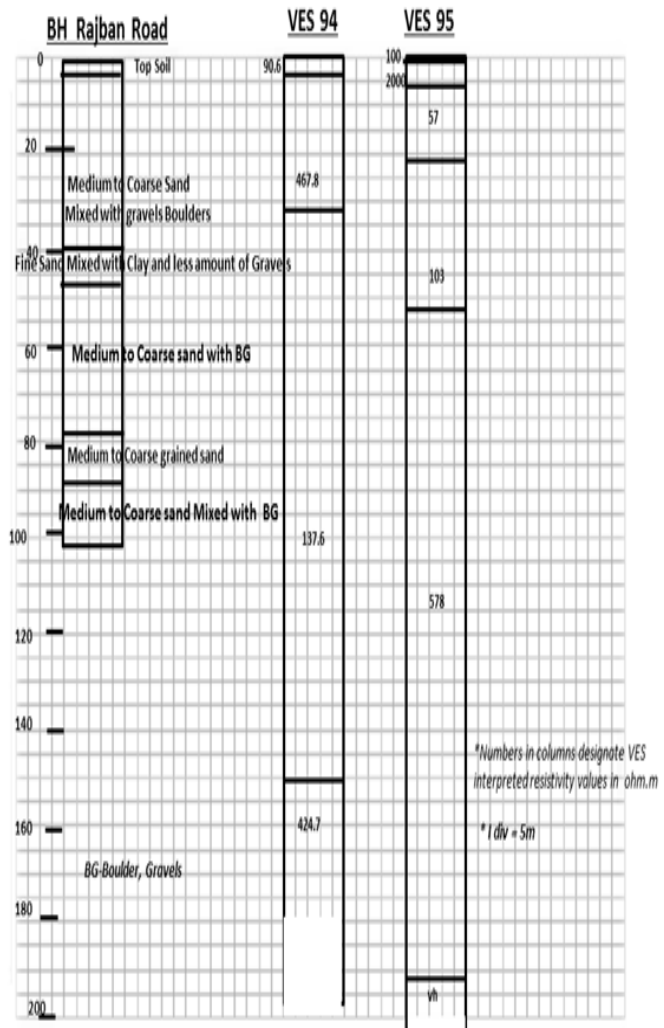 BH Rajban Road
VES 94
VES 95
0
Top Soil
90.6
100
2000
57
20
Medium to Coarse Sand
Mixed with gravels Boulders
467.8
40
Fine Sand Mixed with Clay and less amount of Gravels
103
60
Medium to Coarse sand with BG
80
Medium to Coarse grained sand
Medium to Coarse sand Mixed with BG
100
137.6
578
120
140
*Numbers in columns designate VES
interpreted resistivity values in ohm.m
160
424.7
* I div = 5m
BG-Boulder, Gravels
180
vh
200